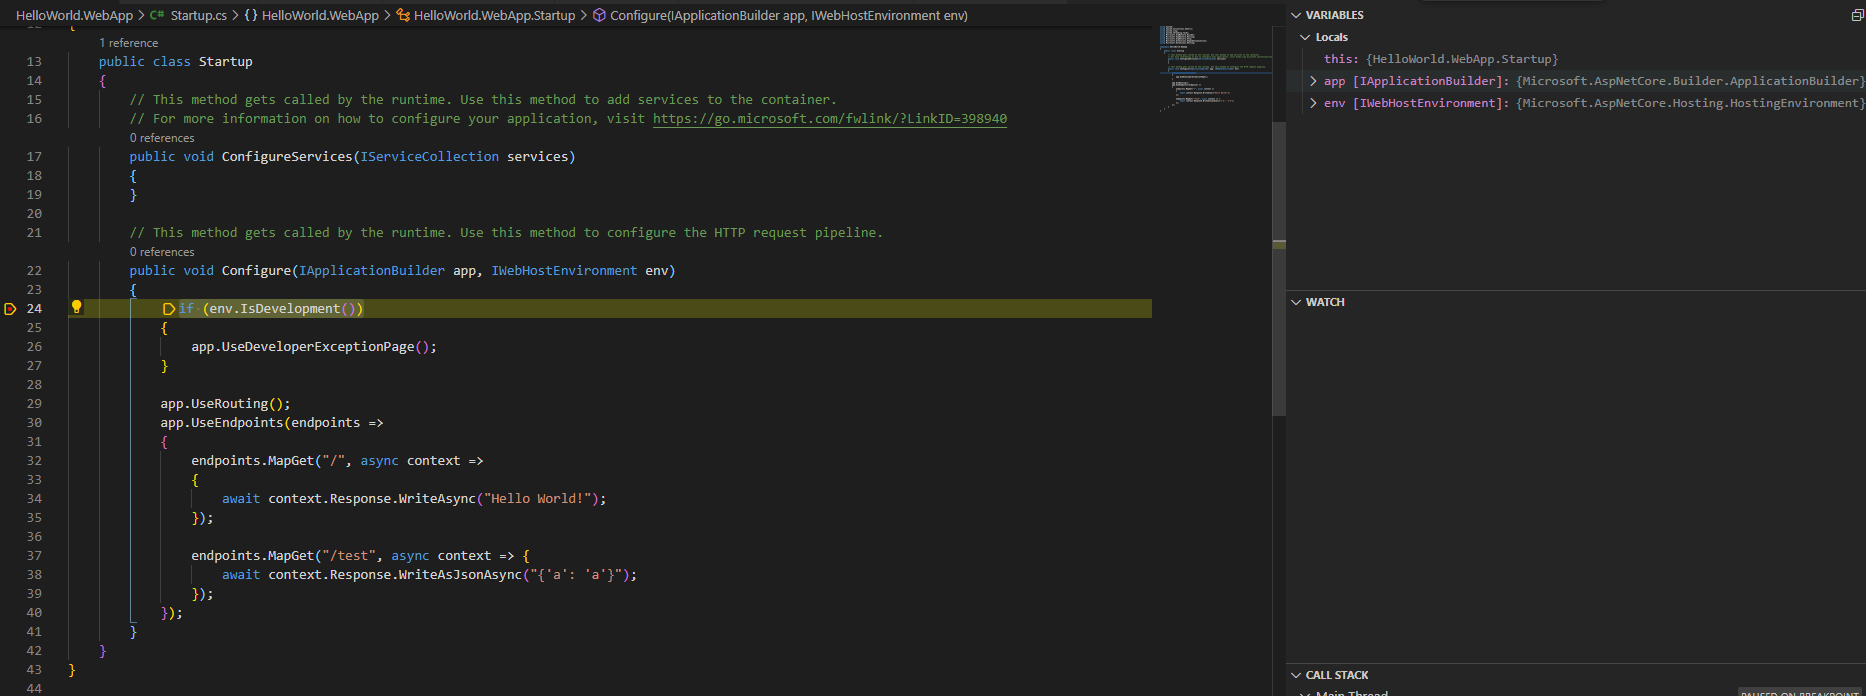 HelloWorld.WebApp > C# Startup.cs > {} HelloWorld.WebApp > HelloWorld.WebApp.Startup > Configure(IApplicationBuilder app, IWebHostEnvironment env)
1 reference
13 public class Startup
14 {
15 // This method gets called by the runtime. Use this method to add services to the container.
16 // For more information on how to configure your application, visit https://go.microsoft.com/fwlink/?LinkID=398940
0 references
17 public void ConfigureServices(IServiceCollection services)
18 {
19 }
20
21 // This method gets called by the runtime. Use this method to configure the HTTP request pipeline.
0 references
22 public void Configure(IApplicationBuilder app, IWebHostEnvironment env)
23 {
24 if (env.IsDevelopment())
25 {
26 app.UseDeveloperExceptionPage();
27 }
28
29 app.UseRouting();
30 app.UseEndpoints(endpoints =>
31 {
32 endpoints.MapGet("/", async context =>
33 {
34 await context.Response.WriteAsync("Hello World!");
35 });
36
37 endpoints.MapGet("/test", async context => {
38 await context.Response.WriteAsJsonAsync("{'a': 'a'}");
39 });
40 });
41 }
42 }
43 }
44
VARIABLES
Locals
this: {HelloWorld.WebApp.Startup}
app [IApplicationBuilder]: {Microsoft.AspNetCore.Builder.ApplicationBuilder}
env [IWebHostEnvironment]: {Microsoft.AspNetCore.Hosting.HostingEnvironment}
WATCH
CALL STACK
Main Thread
PAUSED ON BREAKPOINT